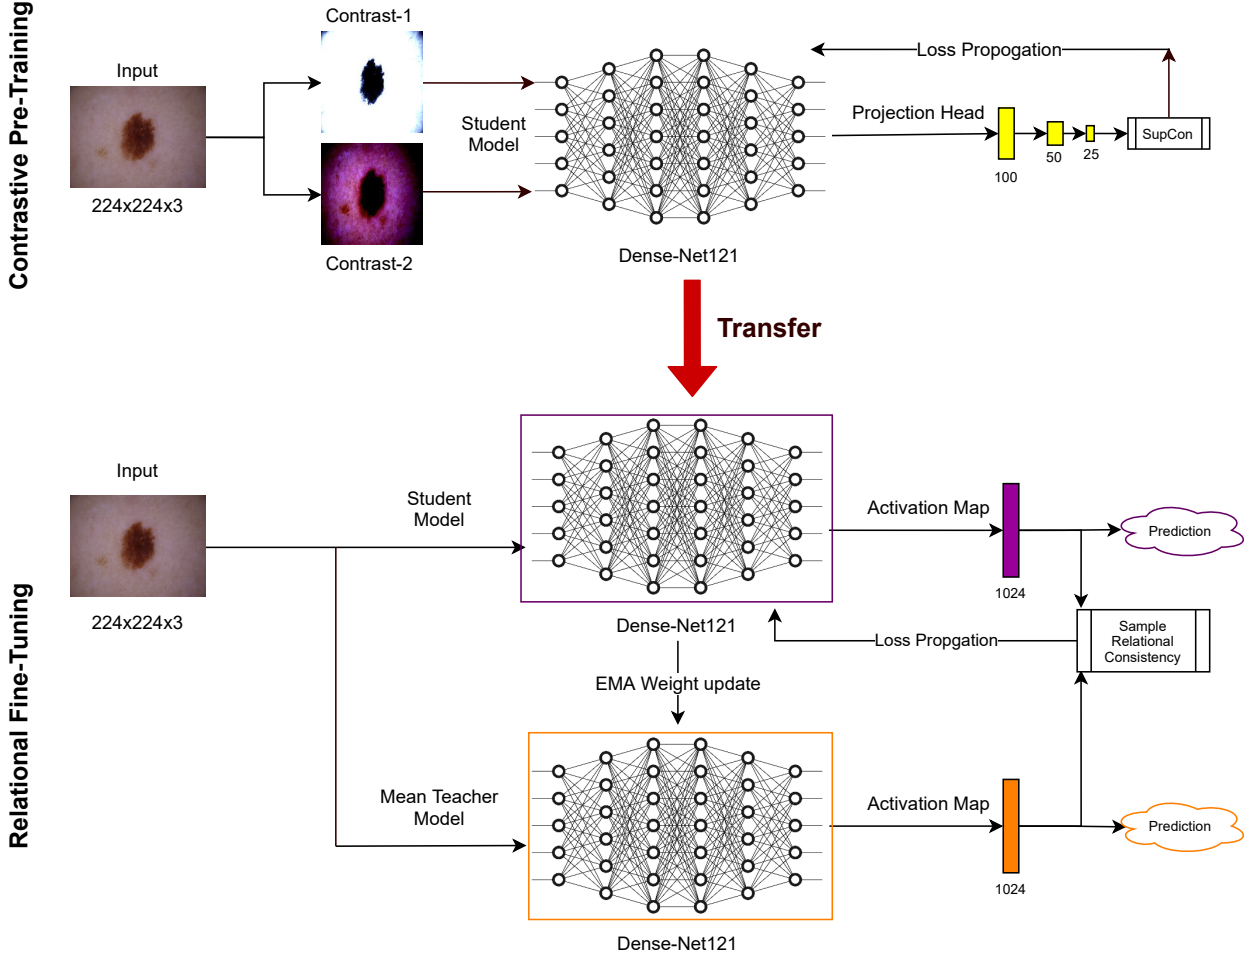 Contrastive Pre-Training
Contrast-1
Input
224x224x3
Contrast-2
Student
Model
Dense-Net121
Loss Propogation
Projection Head
100
50
25
SupCon
Transfer
Relational Fine-Tuning
Input
224x224x3
Student
Model
Dense-Net121
Activation Map
1024
Prediction
Sample
Relational
Consistency
Loss Propgation
EMA Weight update
Mean Teacher
Model
Dense-Net121
Activation Map
1024
Prediction